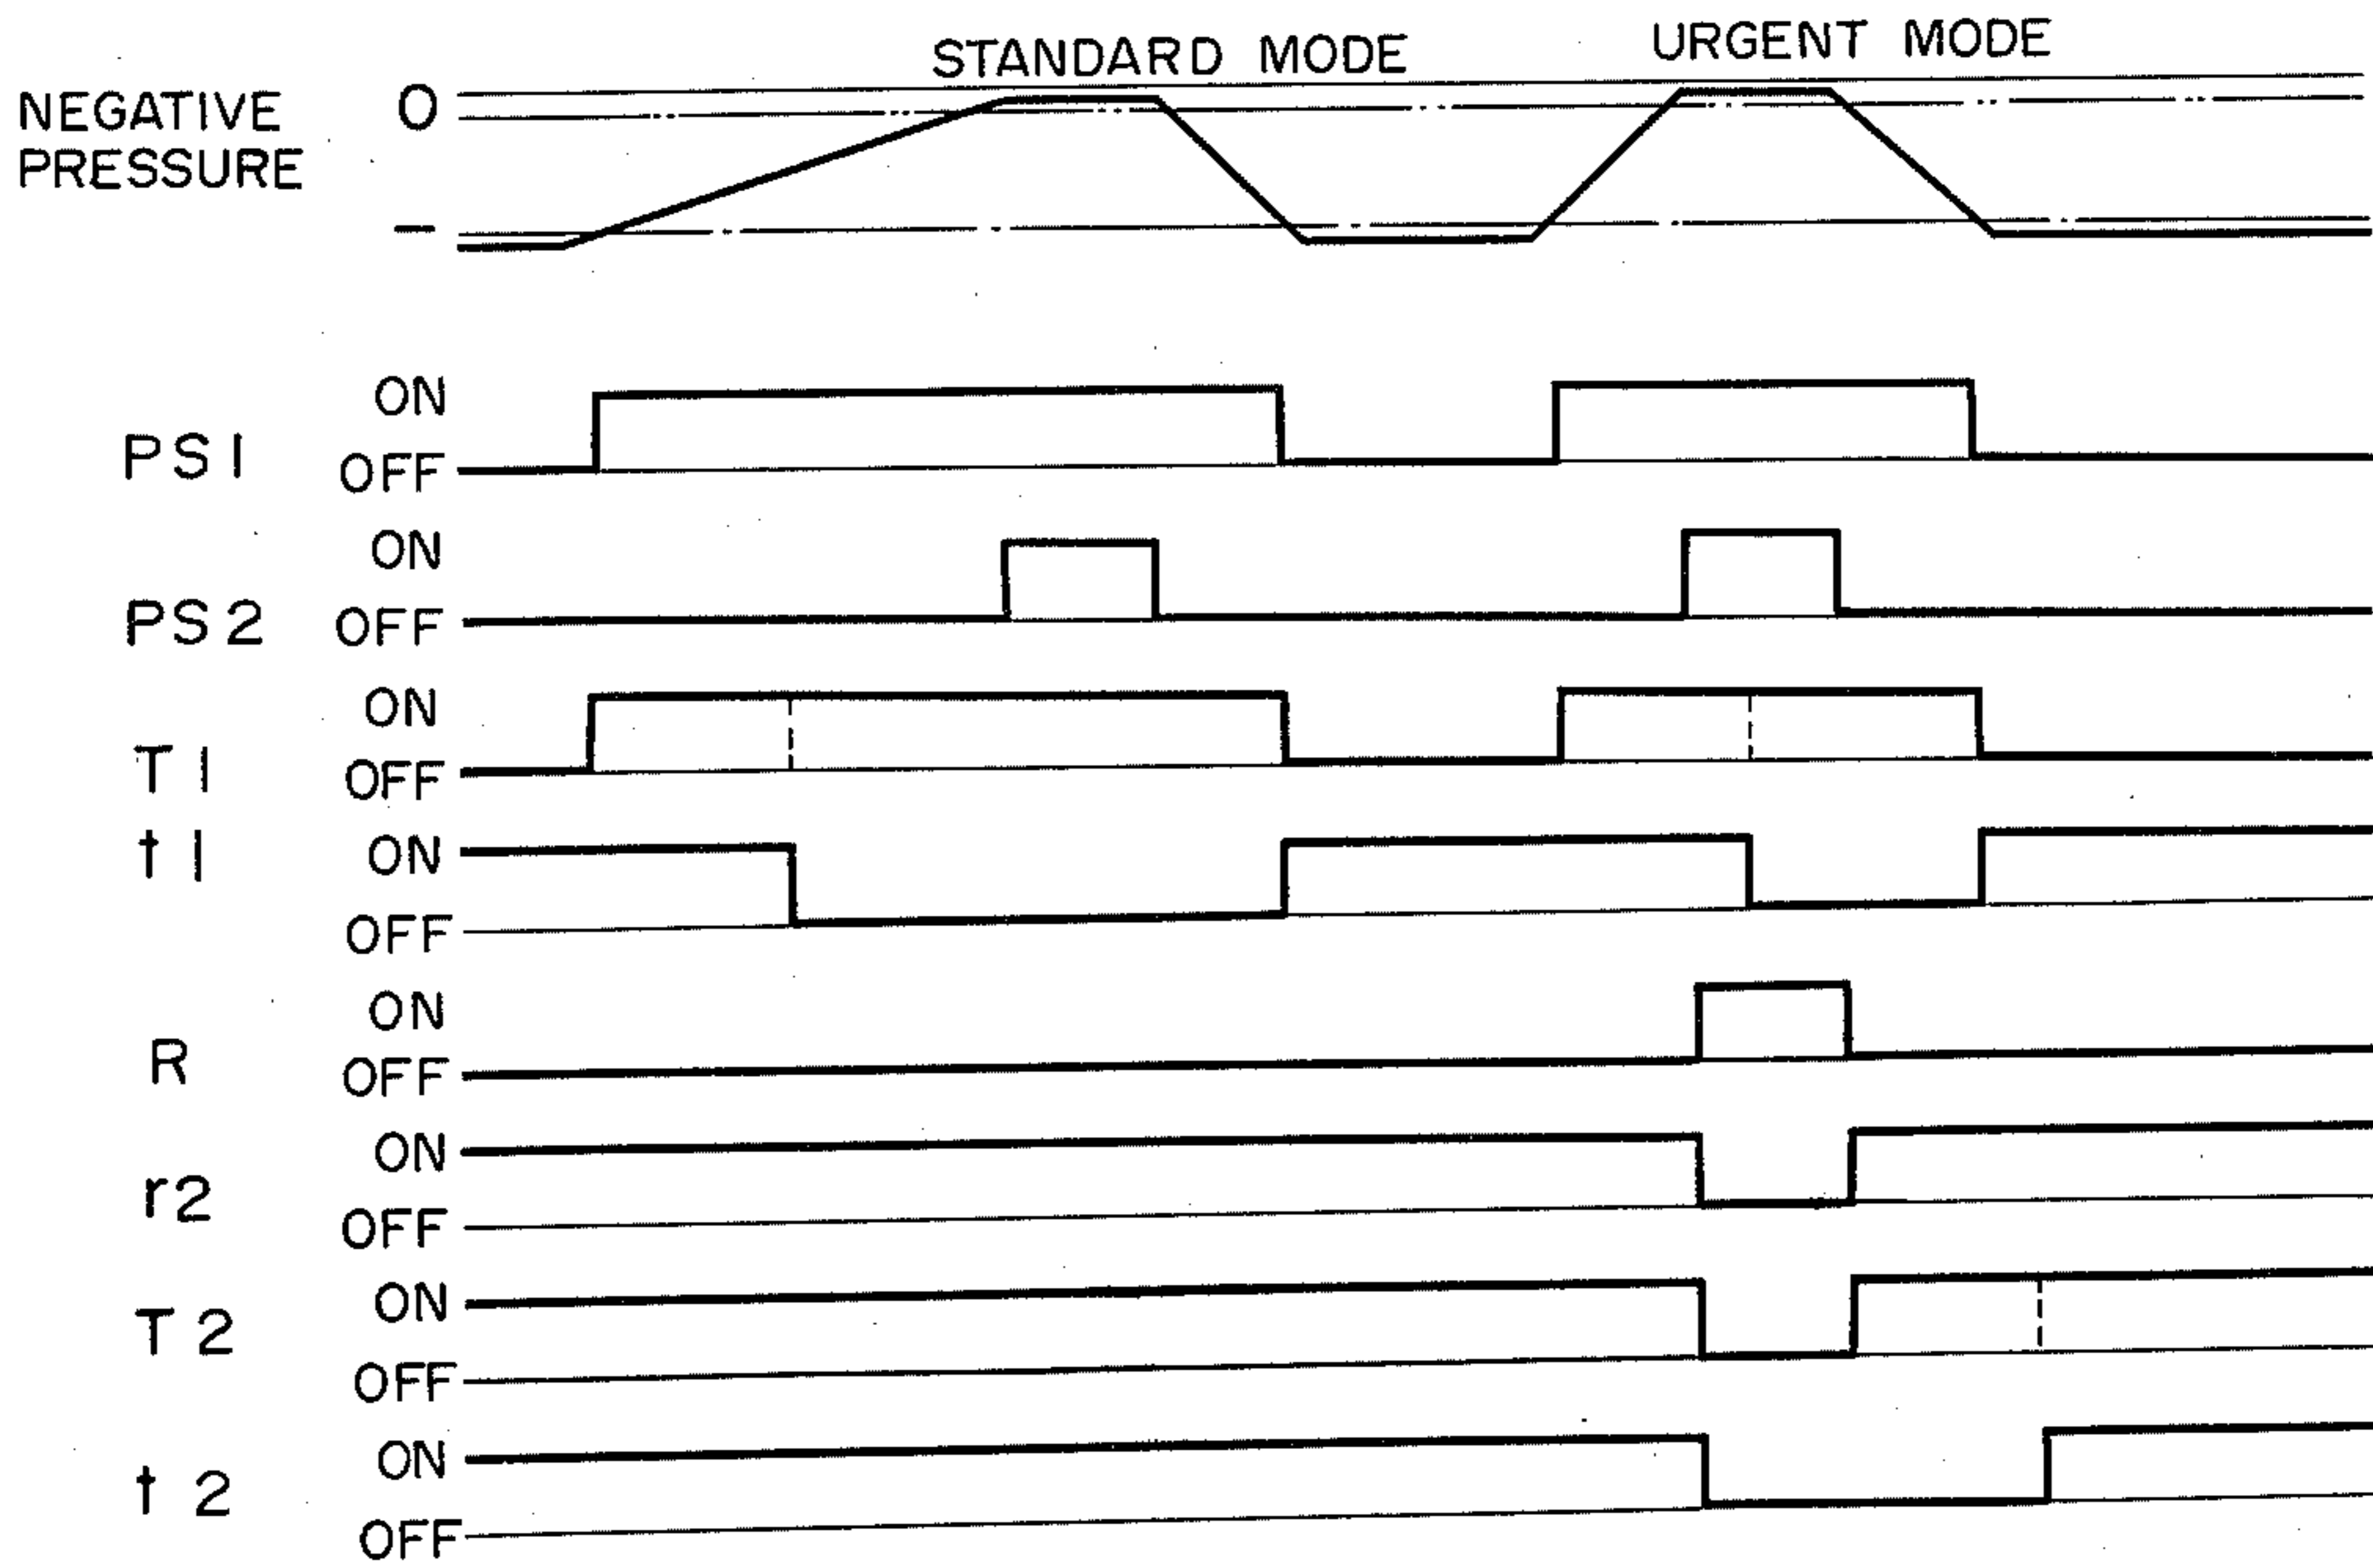 STANDARD MODE
URGENT MODE
NEGATIVE
PRESSURE
O
−
ON
PS1
OFF
ON
PS2
OFF
ON
T1
OFF
t1
ON
OFF
ON
R
OFF
ON
r2
OFF
ON
T2
OFF
ON
t2
OFF